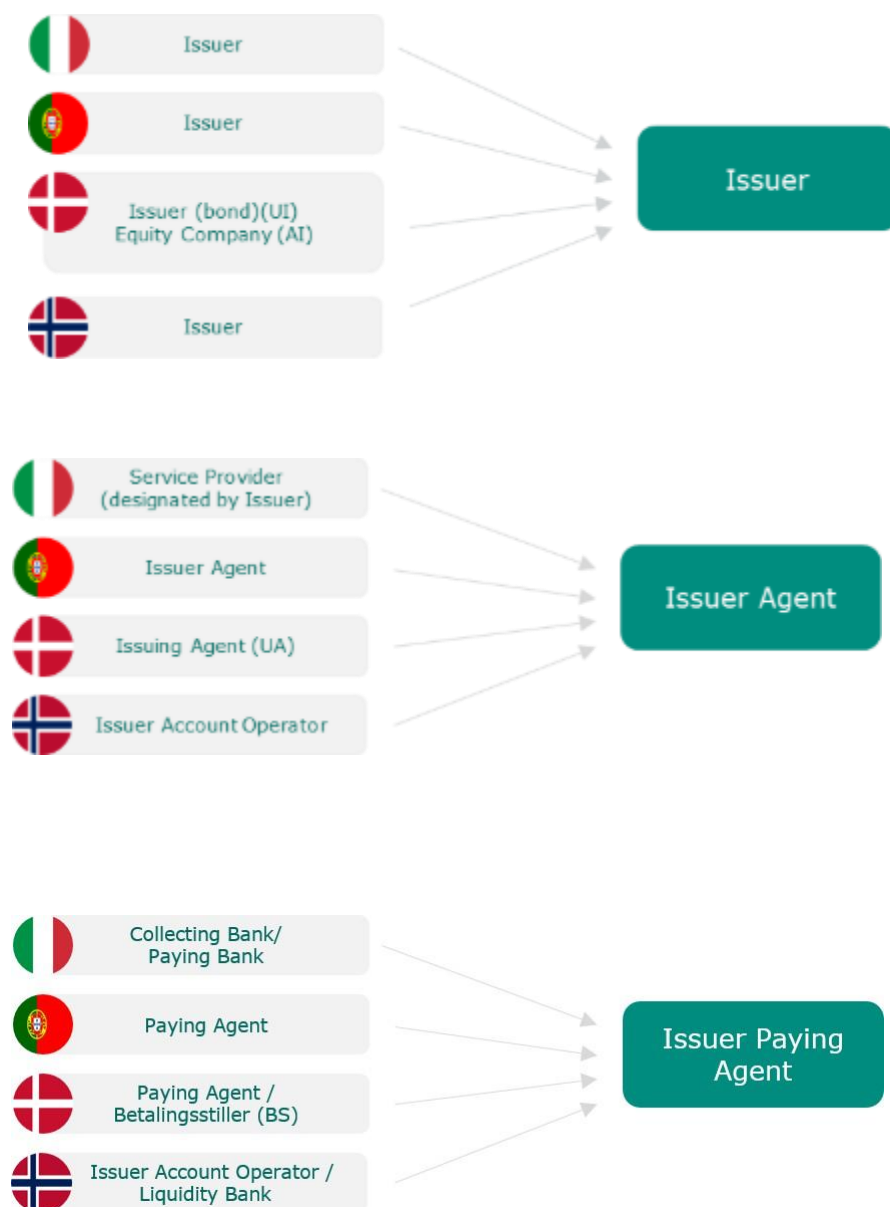 Issuer
Issuer
Issuer (bond)(UI)
Equity Company (AI)
Issuer
Issuer
Service Provider
(designated by Issuer)
Issuer Agent
Issuing Agent (UA)
Issuer Account Operator
Issuer Agent
Collecting Bank/
Paying Bank
Paying Agent
Paying Agent /
Betalingsstiller (BS)
Issuer Account Operator /
Liquidity Bank
Issuer Paying
Agent